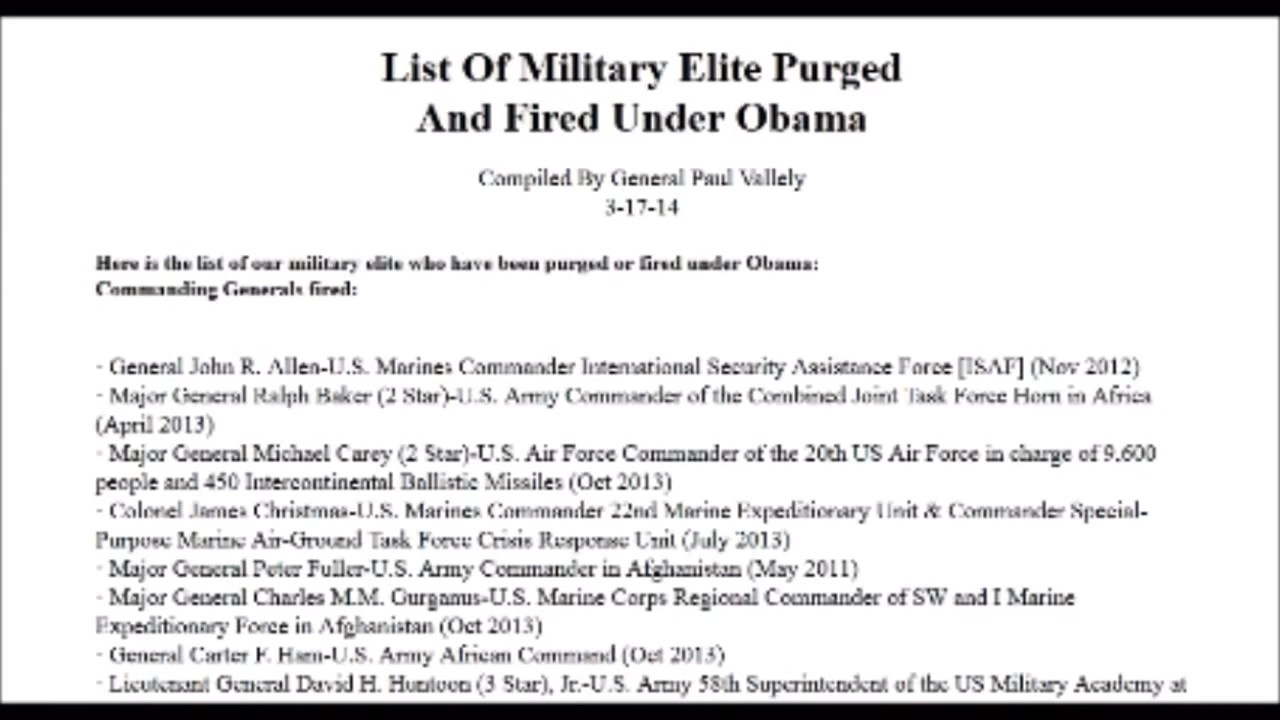 List Of Military Elite Purged
And Fired Under Obama
Compiled By General Paul Vallely
3-17-14
Here is the list of our military elite who have been purged or fired under Obama:
Commanding Generals fired:
- General John R. Allen-U.S. Marines Commander International Security Assistance Force [ISAF] (Nov 2012)
- Major General Ralph Baker (2 Star)-U.S. Army Commander of the Combined Joint Task Force Horn in Africa
(April 2013)
- Major General Michael Carey (2 Star)-U.S. Air Force Commander of the 20th US Air Force in charge of 9,600
people and 450 Intercontinental Ballistic Missiles (Oct 2013)
- Colonel James Christmas-U.S. Marines Commander 22nd Marine Expeditionary Unit & Commander Special-
Purpose Marine Air-Ground Task Force Crisis Response Unit (July 2013)
- Major General Peter Fuller-U.S. Army Commander in Afghanistan (May 2011)
- Major General Charles M.M. Gurganus-U.S. Marine Corps Regional Commander of SW and I Marine
Expeditionary Force in Afghanistan (Oct 2013)
- General Carter F. Ham-U.S. Army African Command (Oct 2013)
- Lieutenant General David H. Huntoon (3 Star), Jr.-U.S. Army 58th Superintendent of the US Military Academy at